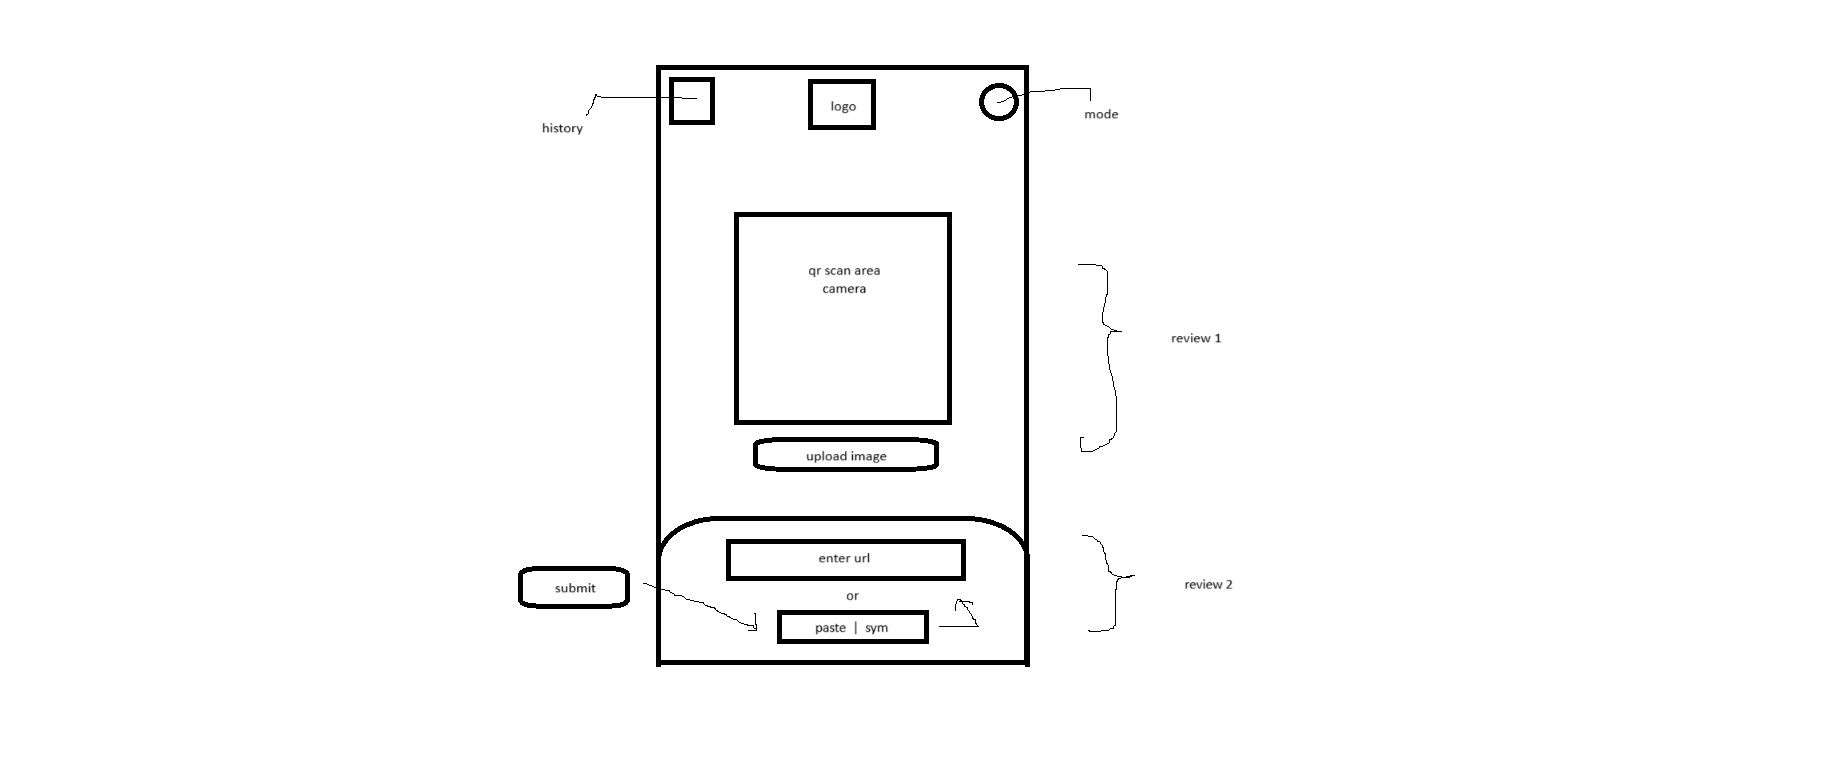 logo
history
mode
qr scan area
camera
review 1
upload image
enter url
submit
review 2
or
paste | sym